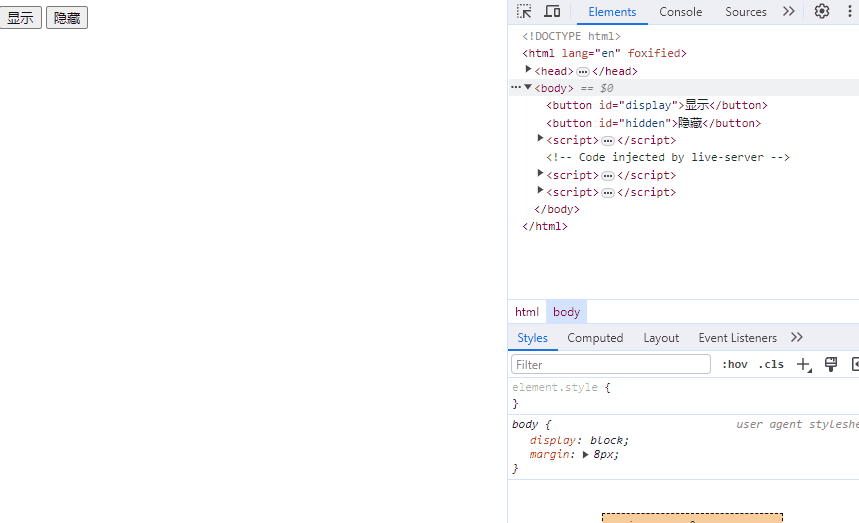 显示 隐藏
Elements Console Sources
<!DOCTYPE html>
<html lang="en" foxified>
<head> </head>
<body> == $0
<button id="display">显示</button>
<button id="hidden">隐藏</button>
<script> </script>
<!-- Code injected by live-server -->
<script> </script>
<script> </script>
</body>
</html>
html body
Styles Computed Layout Event Listeners
Filter :hov .cls
element.style {
}
body { user agent styleshe
display: block;
margin: 8px;
}